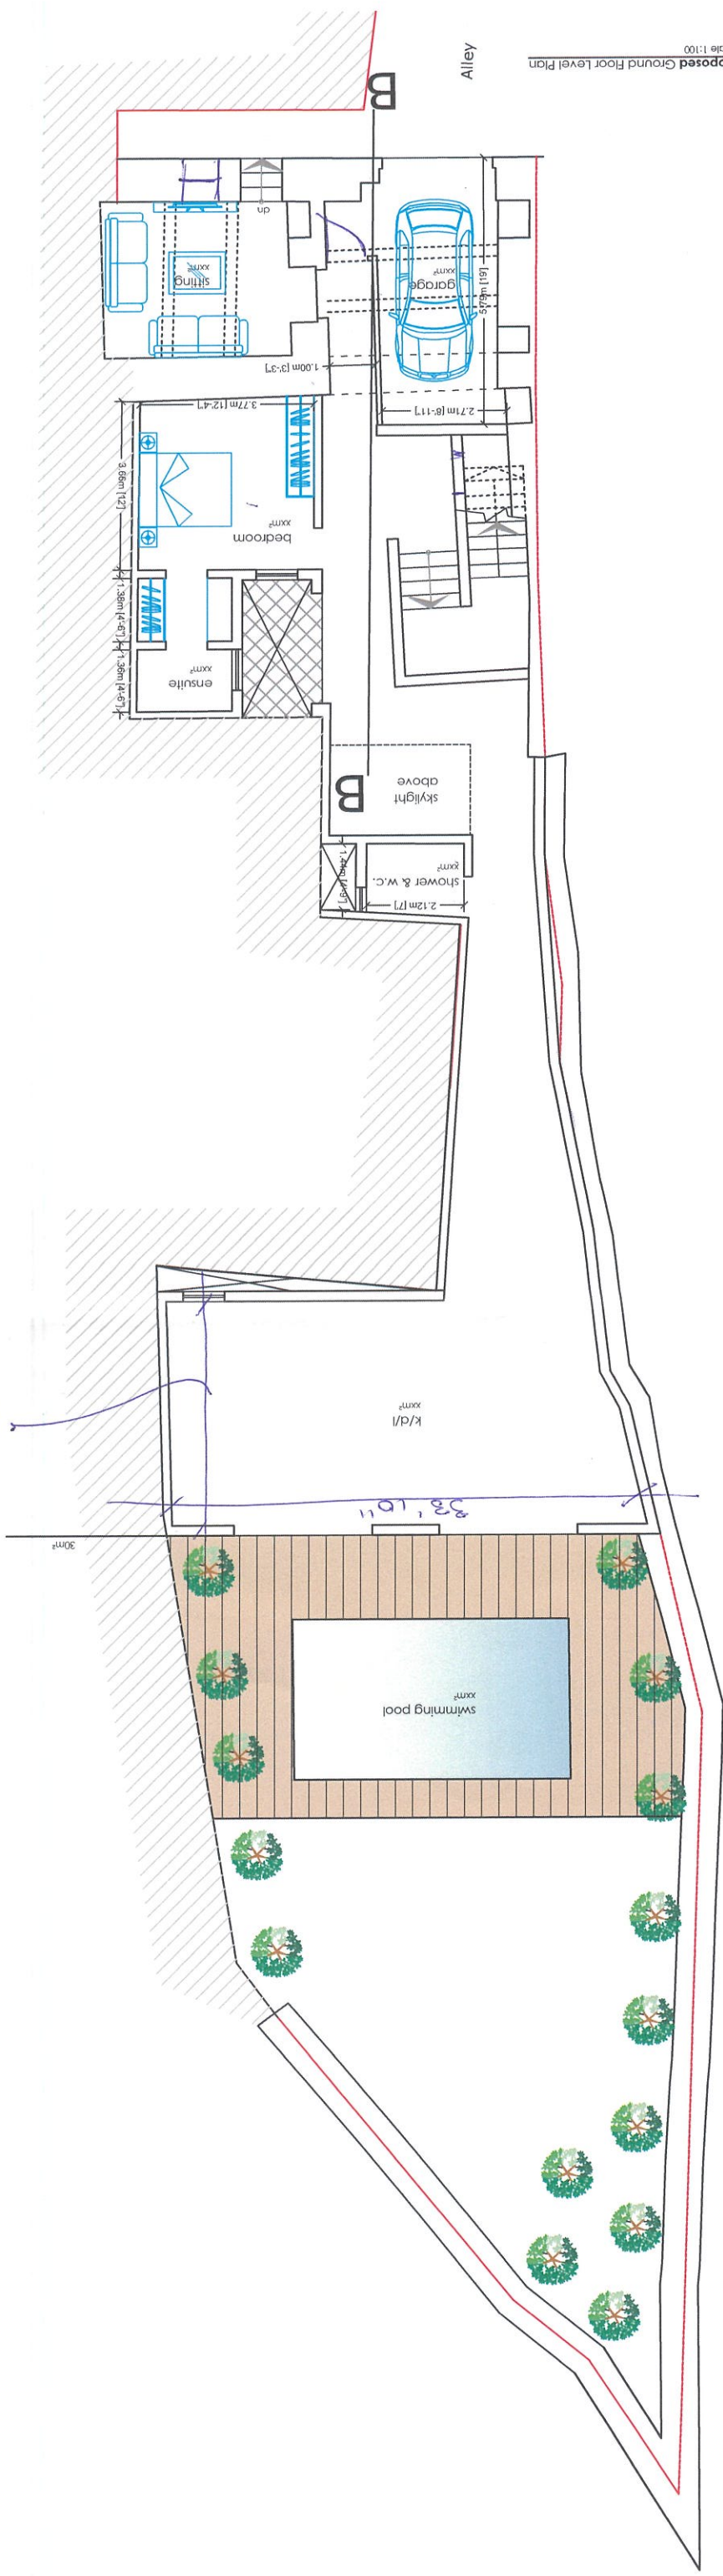 oposed Ground Floor Level Plan
ale 1:100
Alley
B
dn
sitting
xxm²
garage
xxm²
5.79m [19']
1.00m [3'-3"]
2.71m [8'-11"]
3.77m [12'-4"]
3.66m [12']
bedroom
xxm²
1.38m [4'-6"]
ensuite
xxm²
1.36m [4'-6"]
skylight
above
B
shower & w.c.
xxm²
2.12m [7']
k/d/l
xxm²
30m²
swimming pool
xxm²